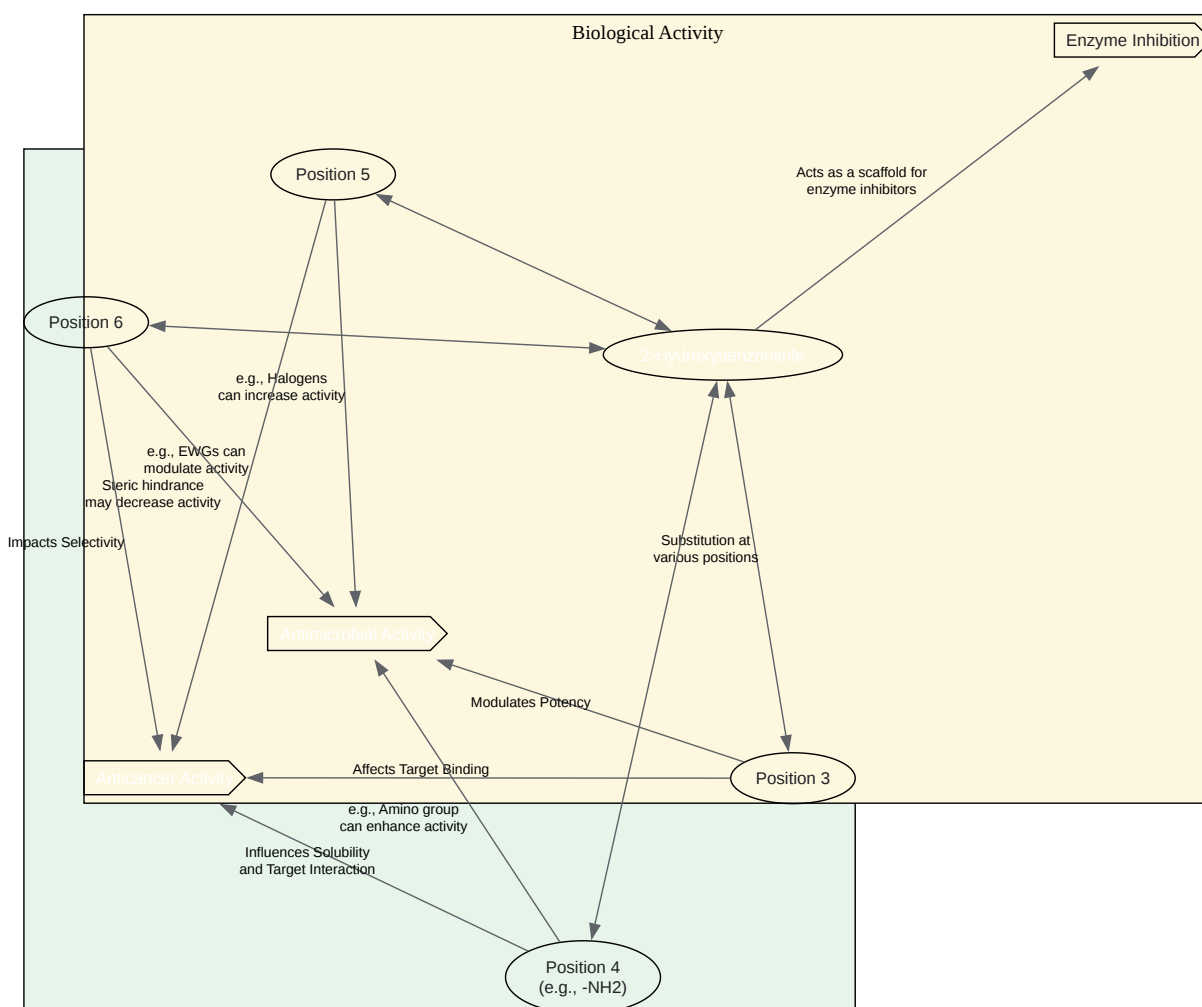 Biological Activity
Enzyme Inhibition
Position 5
Acts as a scaffold for
enzyme inhibitors
Position 6
2-Hydroxybenzonitrile
e.g., Halogens
can increase activity
e.g., EWGs can
modulate activity
Steric hindrance
may decrease activity
Impacts Selectivity
Substitution at
various positions
Antimicrobial Activity
Modulates Potency
Affects Target Binding
Anticancer Activity
Position 3
e.g., Amino group
can enhance activity
Influences Solubility
and Target Interaction
Position 4
(e.g., -NH2)